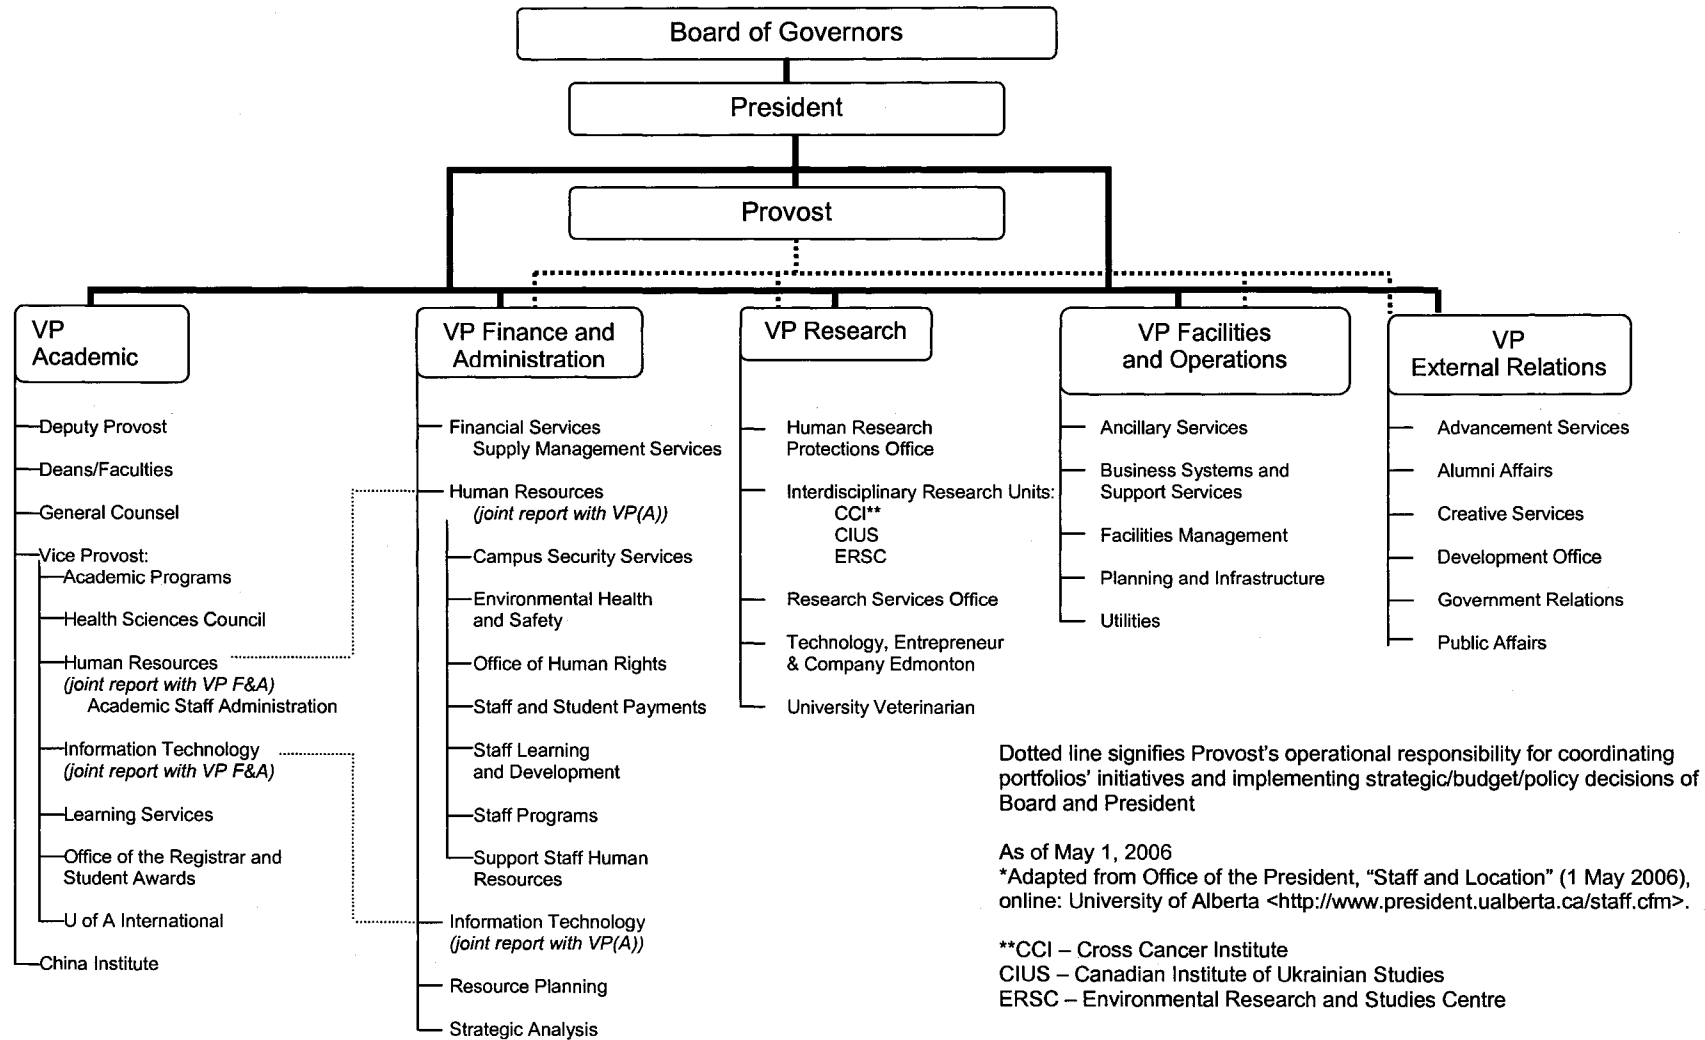 Board of Governors
President
Provost
VP
Academic
Deputy Provost
Deans/Faculties
General Counsel
Vice Provost:
Academic Programs
Health Sciences Council
Human Resources
(joint report with VP F&A)
Academic Staff Administration
Information Technology
(joint report with VP F&A)
Learning Services
Office of the Registrar and
Student Awards
U of A International
China Institute
VP Finance and
Administration
Financial Services
Supply Management Services
Human Resources
(joint report with VP(A))
Campus Security Services
Environmental Health
and Safety
Office of Human Rights
Staff and Student Payments
Staff Learning
and Development
Staff Programs
Support Staff Human
Resources
Information Technology
(joint report with VP(A))
Resource Planning
Strategic Analysis
VP Research
Human Research
Protections Office
Interdisciplinary Research Units:
CCI**
CIUS
ERSC
Research Services Office
Technology, Entrepreneur
& Company Edmonton
University Veterinarian
VP Facilities
and Operations
Ancillary Services
Business Systems and
Support Services
Facilities Management
Planning and Infrastructure
Utilities
VP
External Relations
Advancement Services
Alumni Affairs
Creative Services
Development Office
Government Relations
Public Affairs
Dotted line signifies Provost's operational responsibility for coordinating
portfolios' initiatives and implementing strategic/budget/policy decisions of
Board and President
As of May 1, 2006
*Adapted from Office of the President, “Staff and Location” (1 May 2006),
online: University of Alberta <http://www.president.ualberta.ca/staff.cfm>.
**CCI – Cross Cancer Institute
CIUS – Canadian Institute of Ukrainian Studies
ERSC – Environmental Research and Studies Centre